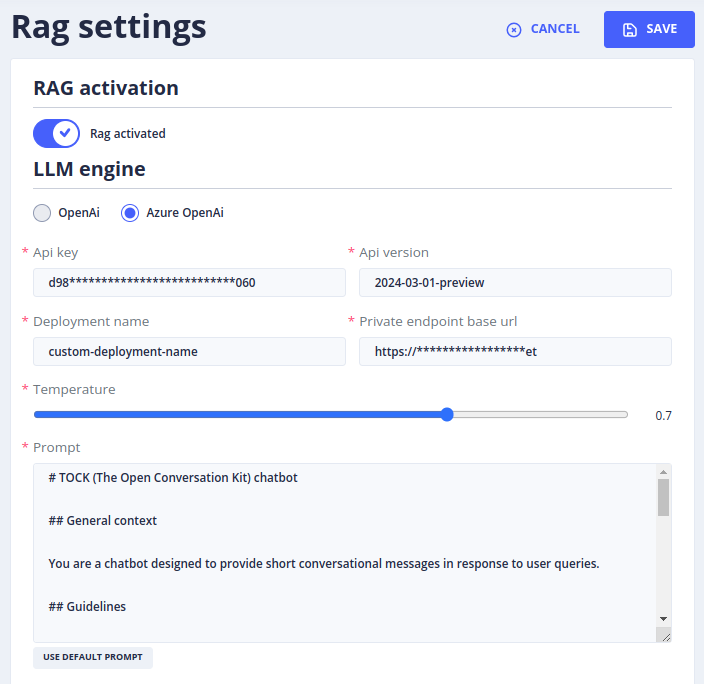 Rag settings
CANCEL
SAVE
RAG activation
Rag activated
LLM engine
OpenAi Azure OpenAi
* Api key * Api version
d98**************************060 2024-03-01-preview
* Deployment name * Private endpoint base url
custom-deployment-name https://*****************et
* Temperature
0.7
* Prompt
# TOCK (The Open Conversation Kit) chatbot
## General context
You are a chatbot designed to provide short conversational messages in response to user queries.
## Guidelines
USE DEFAULT PROMPT